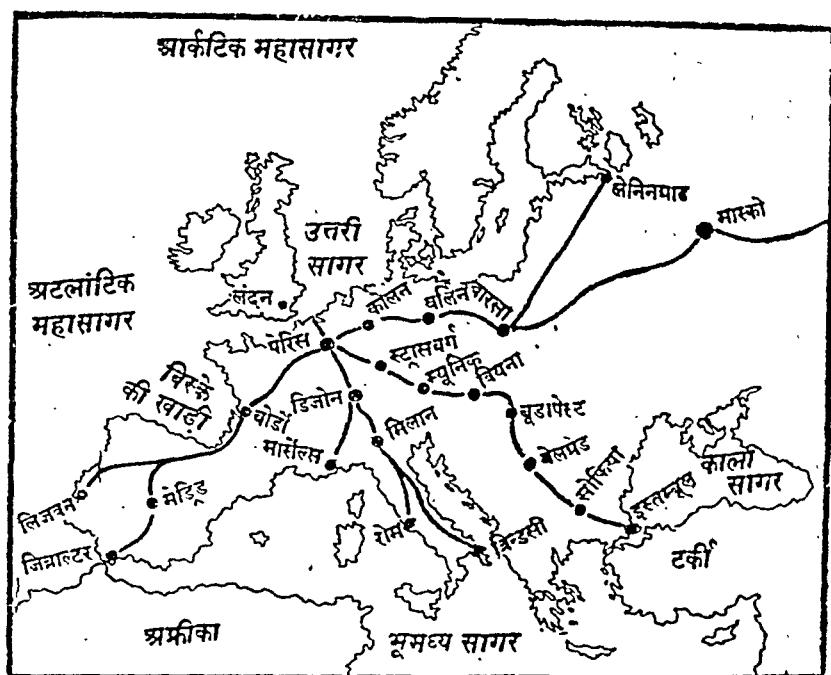 आर्कटिक महासागर
लेनिनग्राड
मास्को
उत्तरी
सागर
अटलांटिक
महासागर
लंदन
कोलन
बर्लिन
वारसा
पेरिस
स्ट्रासबर्ग
म्यूनिक
वियना
बिस्के
की खाड़ी
बोर्डो
डिजोन
मिलान
बूडापेस्ट
मार्सेल्स
बेलग्रेड
सोफिया
काला
सागर
लिजबन
मेड्रिड
रोम
ब्रिन्डसी
इस्तम्बूल
जिब्राल्टर
टर्की
अफ्रीका
भूमध्य सागर